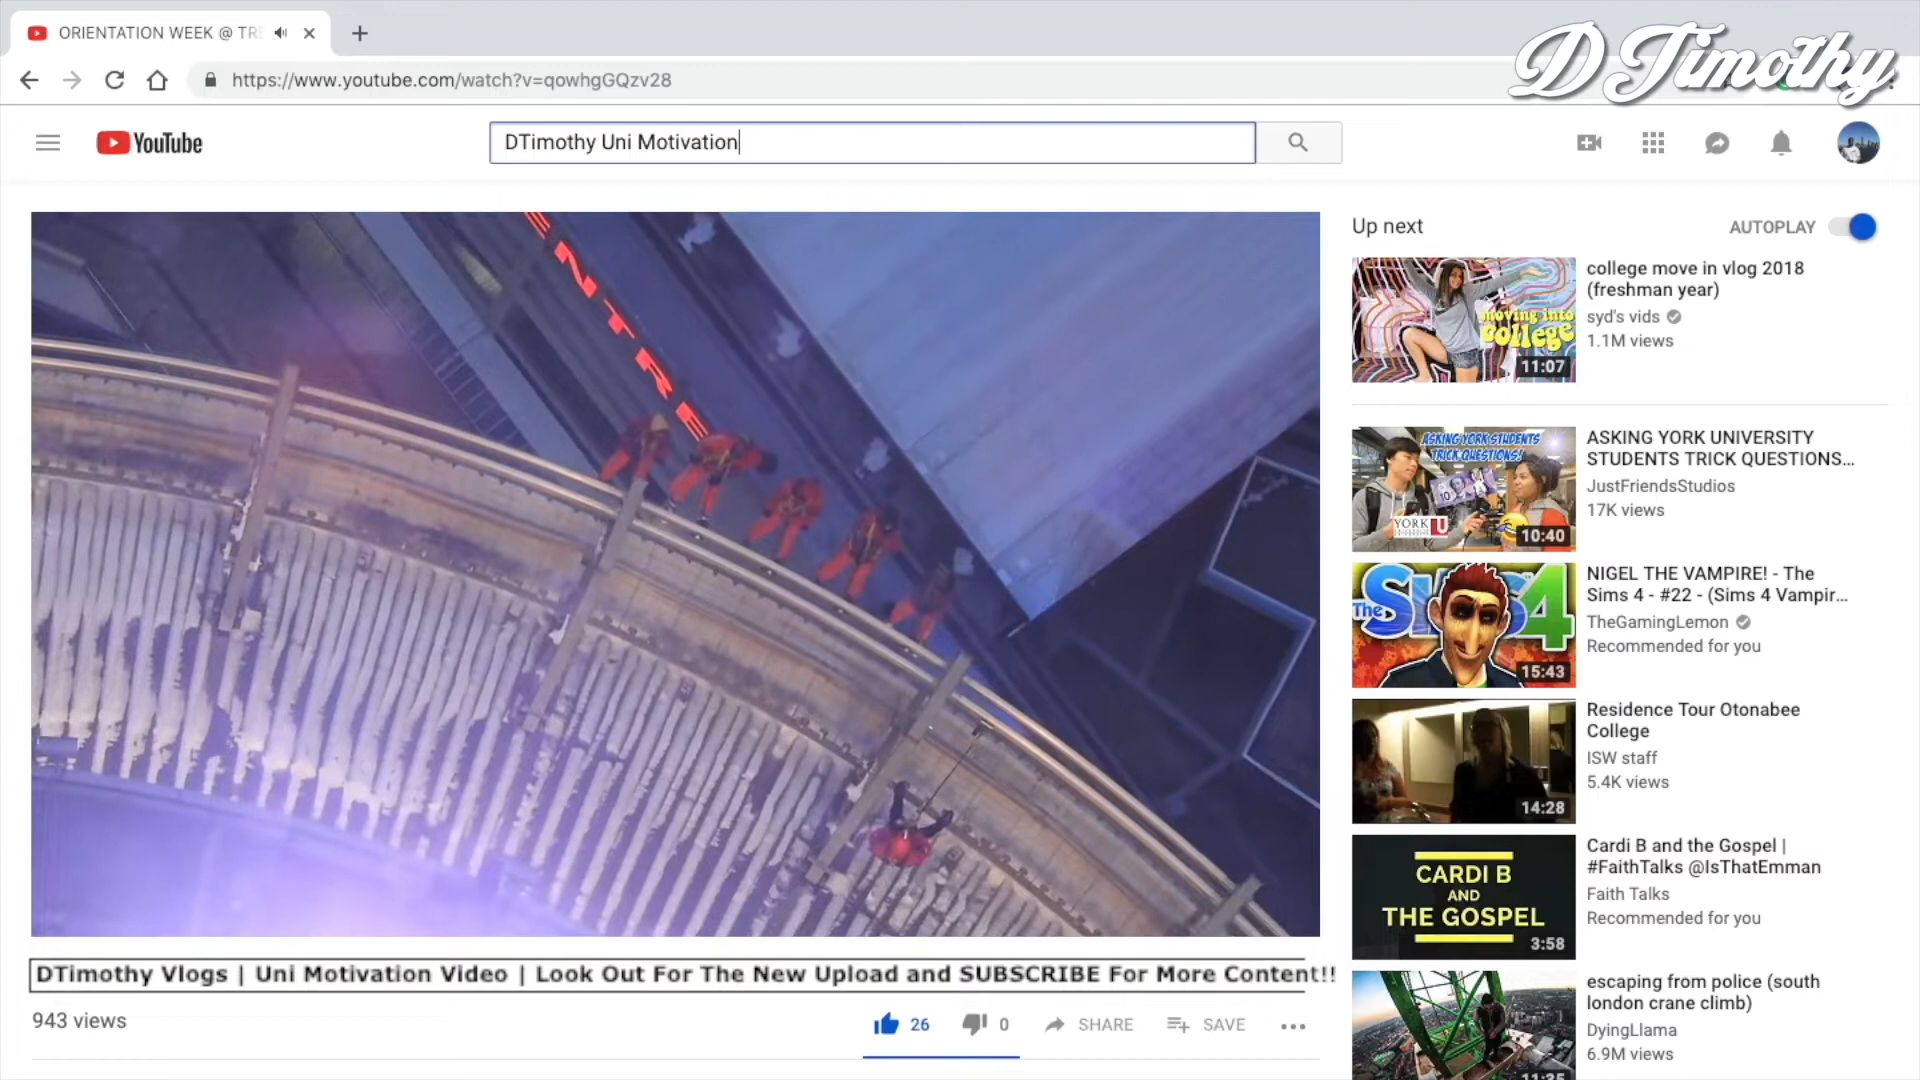 ORIENTATION WEEK @ TR
DTimothy
https://www.youtube.com/watch?v=qowhgGQzv28
YouTube
DTimothy Uni Motivation
ENTRE
Up next
AUTOPLAY
moving into
college
11:07
college move in vlog 2018
(freshman year)
syd's vids
1.1M views
ASKING YORK STUDENTS
TRICK QUESTIONS!
10
YORK U
10:40
ASKING YORK UNIVERSITY
STUDENTS TRICK QUESTIONS...
JustFriendsStudios
17K views
The SIMS 4
15:43
NIGEL THE VAMPIRE! - The
Sims 4 - #22 - (Sims 4 Vampir...
TheGamingLemon
Recommended for you
14:28
Residence Tour Otonabee
College
ISW staff
5.4K views
CARDI B
AND
THE GOSPEL
3:58
Cardi B and the Gospel |
#FaithTalks @IsThatEmman
Faith Talks
Recommended for you
11:35
escaping from police (south
london crane climb)
DyingLlama
6.9M views
DTimothy Vlogs | Uni Motivation Video | Look Out For The New Upload and SUBSCRIBE For More Content!!
943 views
26
0
SHARE
SAVE